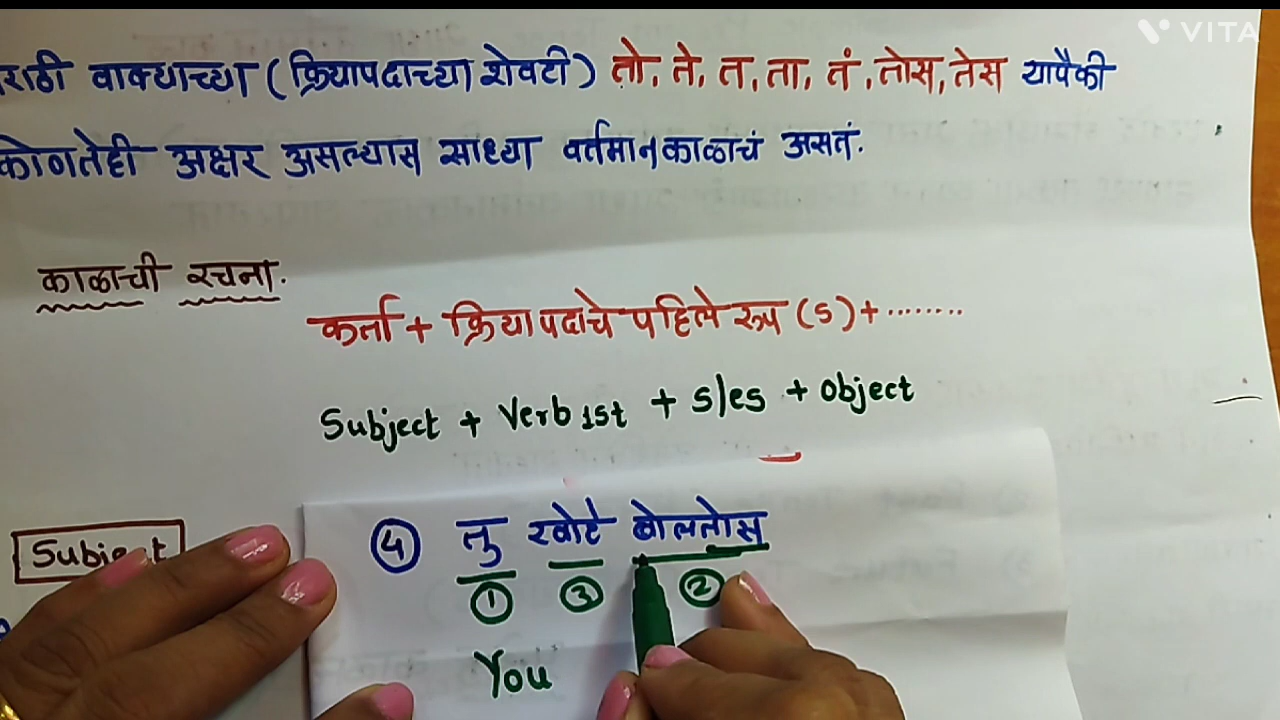 VITA
राठी वाक्याच्या (क्रियापदाच्या शेवटी) तो, ते, त, ता, तं, तोस, तेस यापैकी
कोणतेही अक्षर असल्यास साध्या वर्तमानकाळाचं असतं.
काळाची रचना.
कर्ता + क्रियापदाचे पहिले रूप (s) + ........
Subject + Verb 1st + s/es + object
Subject
④ तु खोटे बोलतोस
① ③ ②
You